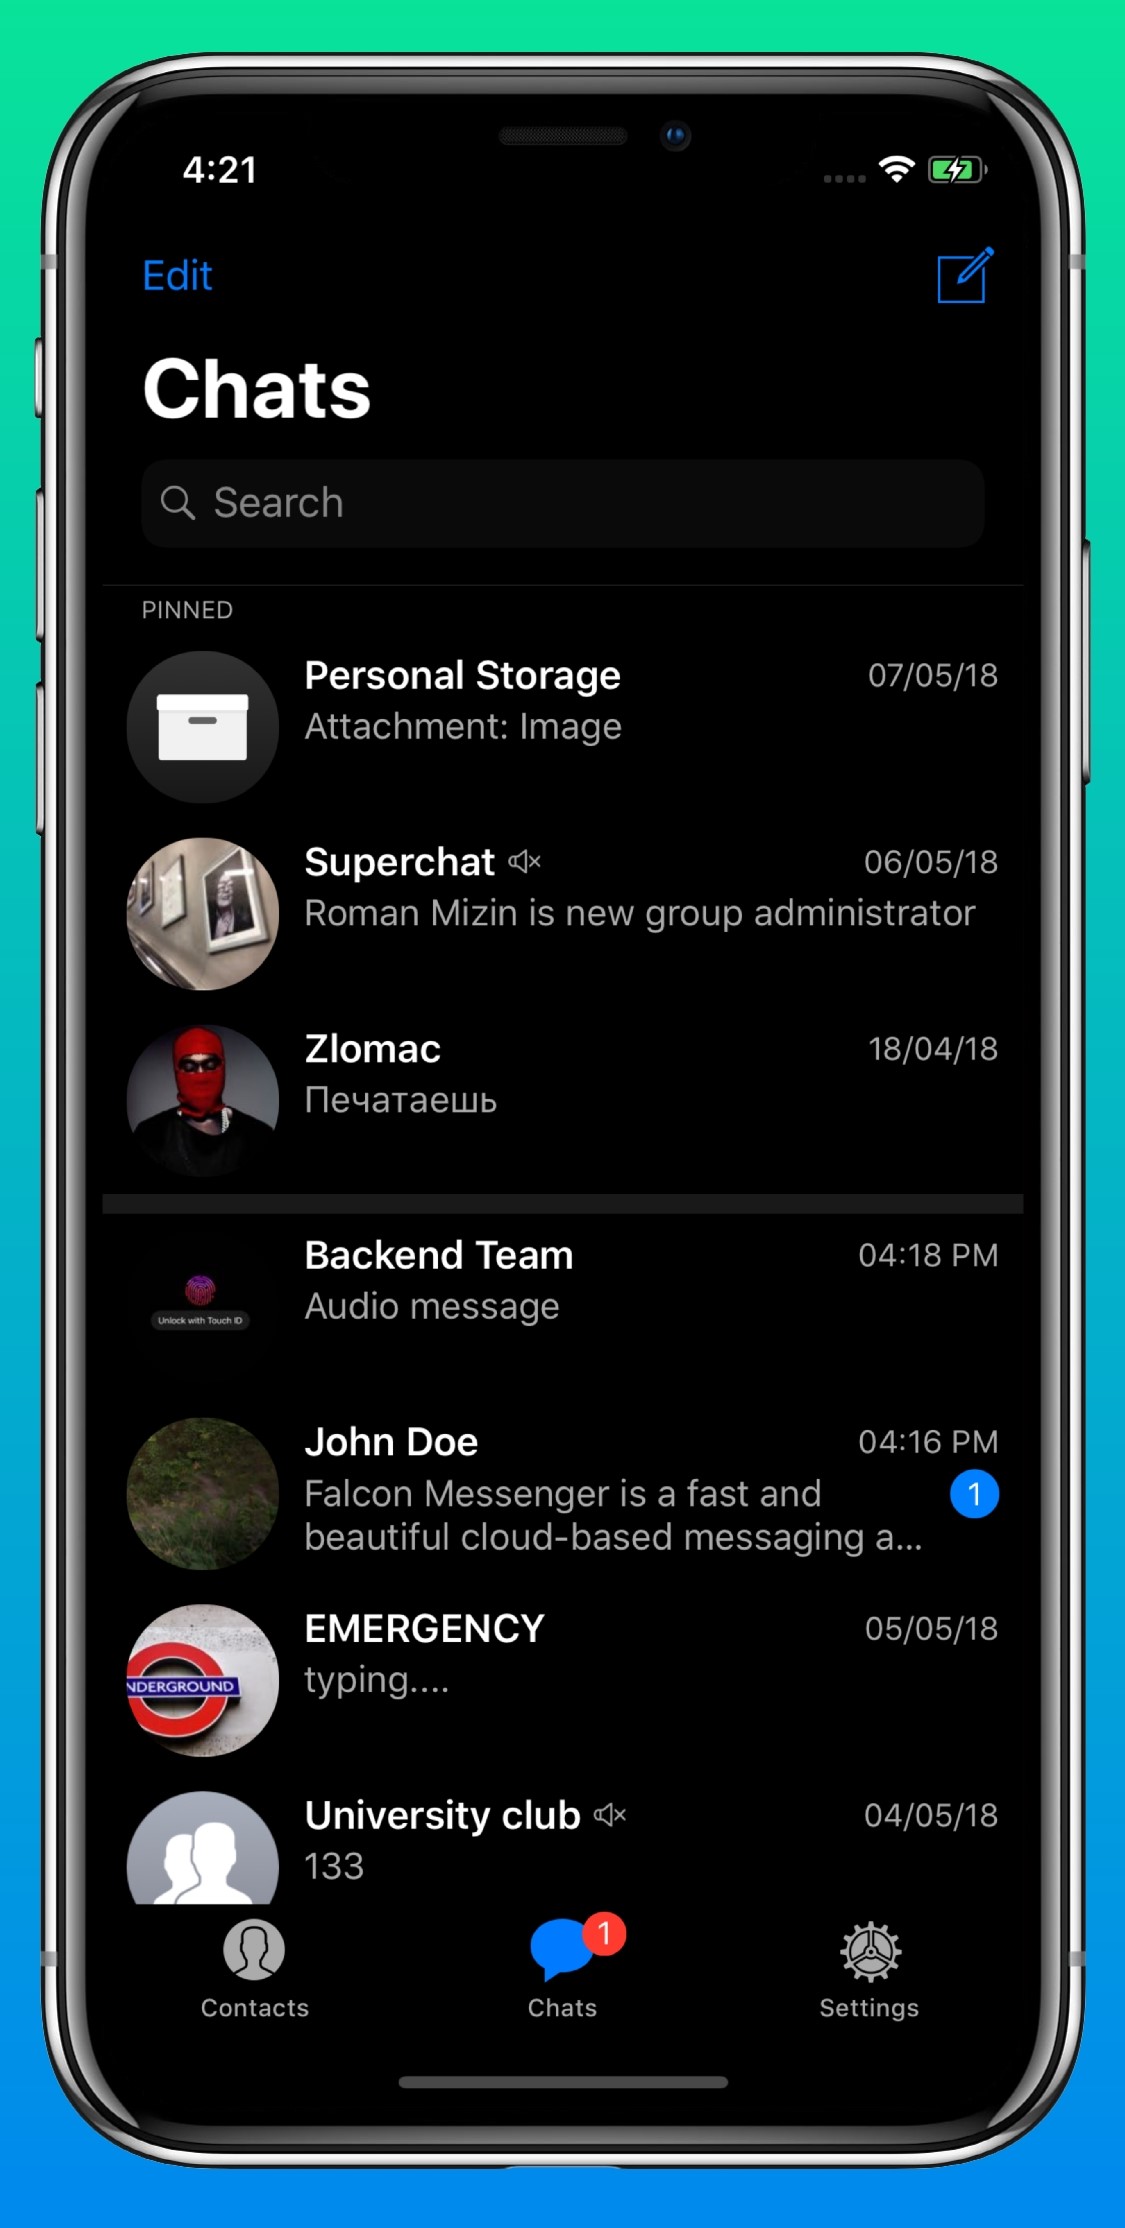 4:21
Edit
Chats
Search
PINNED
Personal Storage
07/05/18
Attachment: Image
Superchat
06/05/18
Roman Mizin is new group administrator
Zlomac
18/04/18
Печатаешь
Backend Team
04:18 PM
Audio message
Unlock with Touch ID
John Doe
04:16 PM
Falcon Messenger is a fast and
1
beautiful cloud-based messaging a...
EMERGENCY
05/05/18
typing....
NDERGROUND
University club
04/05/18
133
1
Contacts
Chats
Settings